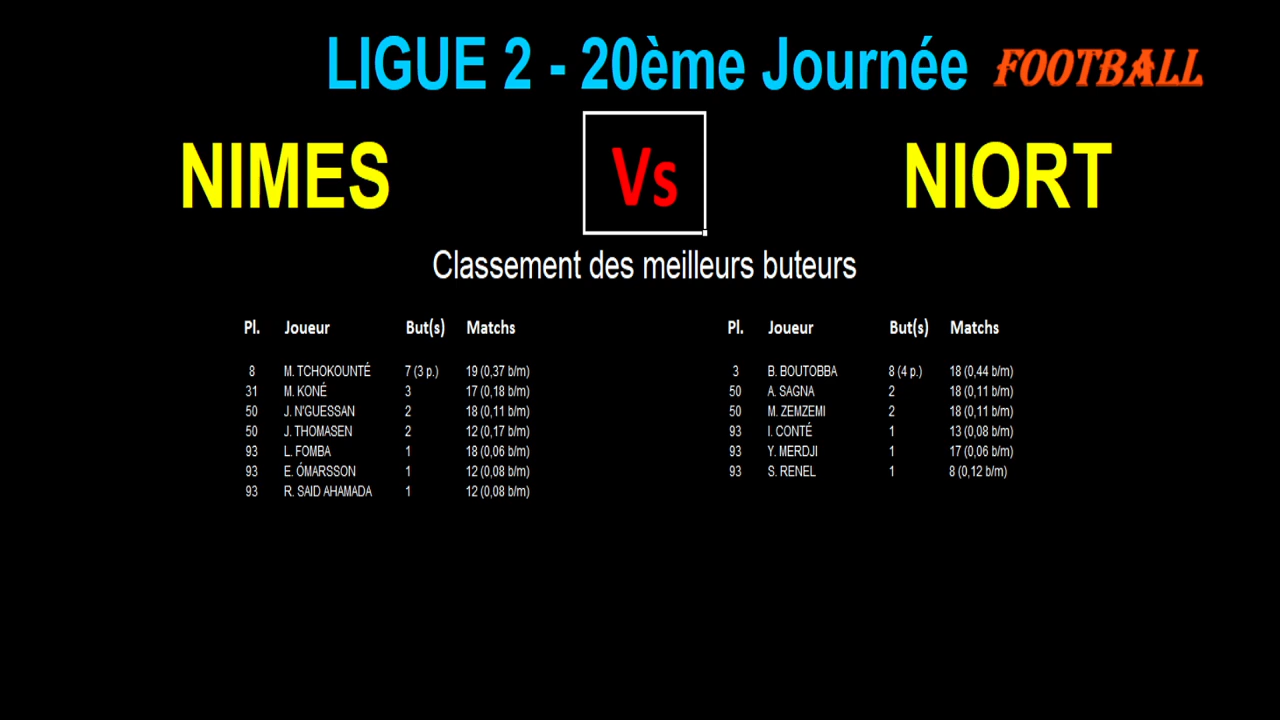 LIGUE 2 - 20ème Journée FOOTBALL
NIMES Vs NIORT
Classement des meilleurs buteurs
Pl. Joueur But(s) Matchs Pl. Joueur But(s) Matchs
8 M. TCHOKOUNTÉ 7 (3 p.) 19 (0,37 b/m) 3 B. BOUTOBBA 8 (4 p.) 18 (0,44 b/m)
31 M. KONÉ 3 17 (0,18 b/m) 50 A. SAGNA 2 18 (0,11 b/m)
50 J. N'GUESSAN 2 18 (0,11 b/m) 50 M. ZEMZEMI 2 18 (0,11 b/m)
50 J. THOMASEN 2 12 (0,17 b/m) 93 I. CONTÉ 1 13 (0,08 b/m)
93 L. FOMBA 1 18 (0,06 b/m) 93 Y. MERDJI 1 17 (0,06 b/m)
93 E. ÓMARSSON 1 12 (0,08 b/m) 93 S. RENEL 1 8 (0,12 b/m)
93 R. SAID AHAMADA 1 12 (0,08 b/m)